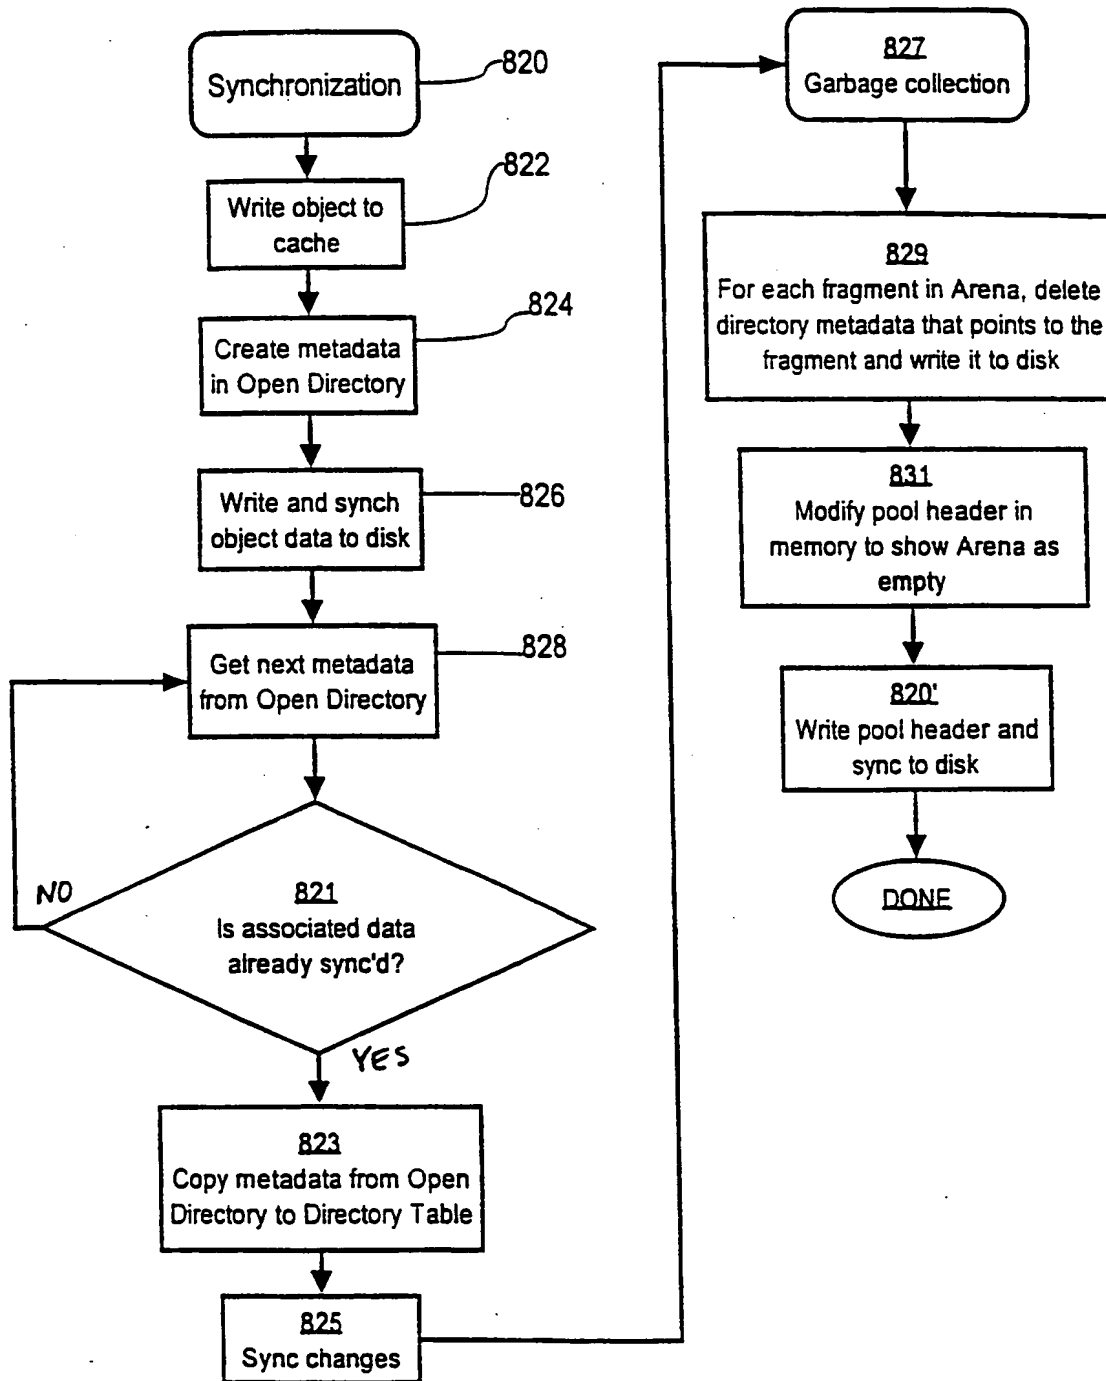 Synchronization
820
Write object to
cache
822
Create metadata
in Open Directory
824
Write and synch
object data to disk
826
Get next metadata
from Open Directory
828
NO
821
Is associated data
already sync'd?
YES
823
Copy metadata from Open
Directory to Directory Table
825
Sync changes
827
Garbage collection
829
For each fragment in Arena, delete
directory metadata that points to the
fragment and write it to disk
831
Modify pool header in
memory to show Arena as
empty
820'
Write pool header and
sync to disk
DONE